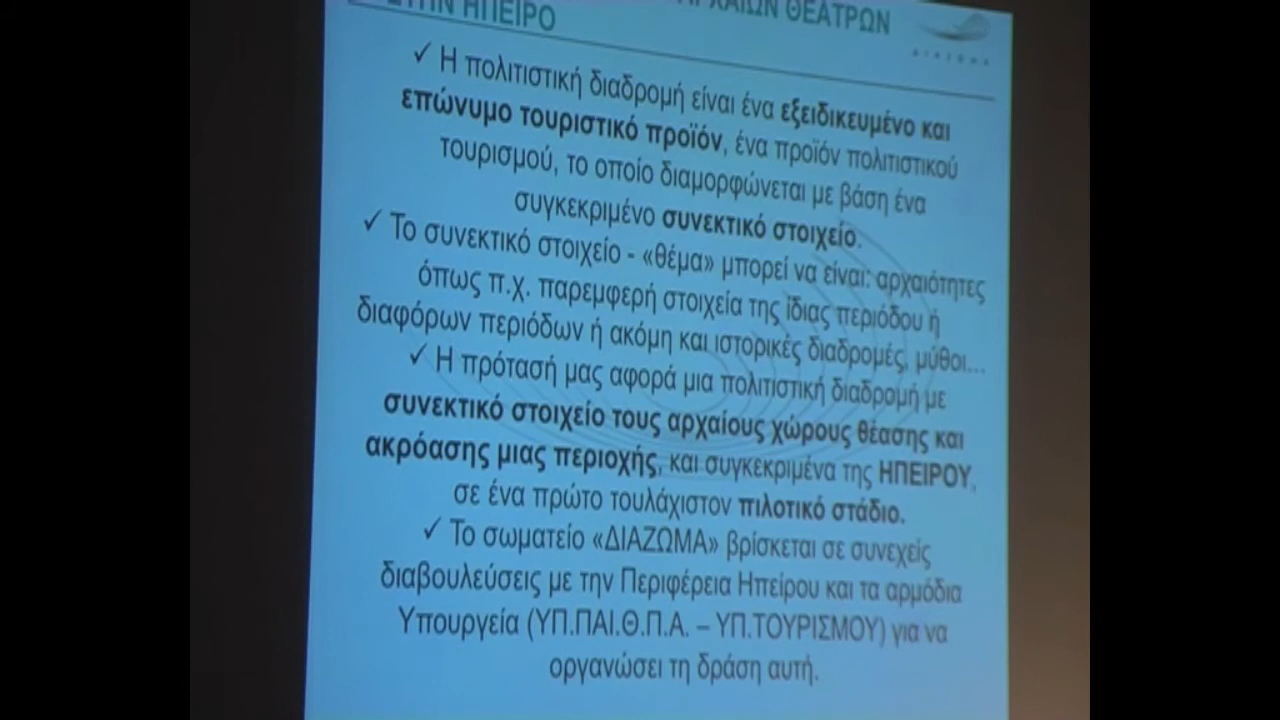 ΑΡΧΑΙΩΝ ΘΕΑΤΡΩΝ
ΣΤΗΝ ΗΠΕΙΡΟ
ΔΙΑΖΩΜΑ
✓ Η πολιτιστική διαδρομή είναι ένα εξειδικευμένο και
επώνυμο τουριστικό προϊόν, ένα προϊόν πολιτιστικού
τουρισμού, το οποίο διαμορφώνεται με βάση ένα
συγκεκριμένο συνεκτικό στοιχείο.
✓ Το συνεκτικό στοιχείο - «θέμα» μπορεί να είναι: αρχαιότητες
όπως π.χ. παρεμφερή στοιχεία της ίδιας περιόδου ή
διαφόρων περιόδων ή ακόμη και ιστορικές διαδρομές, μύθοι...
✓ Η πρότασή μας αφορά μια πολιτιστική διαδρομή με
συνεκτικό στοιχείο τους αρχαίους χώρους θέασης και
ακρόασης μιας περιοχής, και συγκεκριμένα της ΗΠΕΙΡΟΥ,
σε ένα πρώτο τουλάχιστον πιλοτικό στάδιο.
✓ Το σωματείο «ΔΙΑΖΩΜΑ» βρίσκεται σε συνεχείς
διαβουλεύσεις με την Περιφέρεια Ηπείρου και τα αρμόδια
Υπουργεία (ΥΠ.ΠΑΙ.Θ.Π.Α. – ΥΠ.ΤΟΥΡΙΣΜΟΥ) για να
οργανώσει τη δράση αυτή.